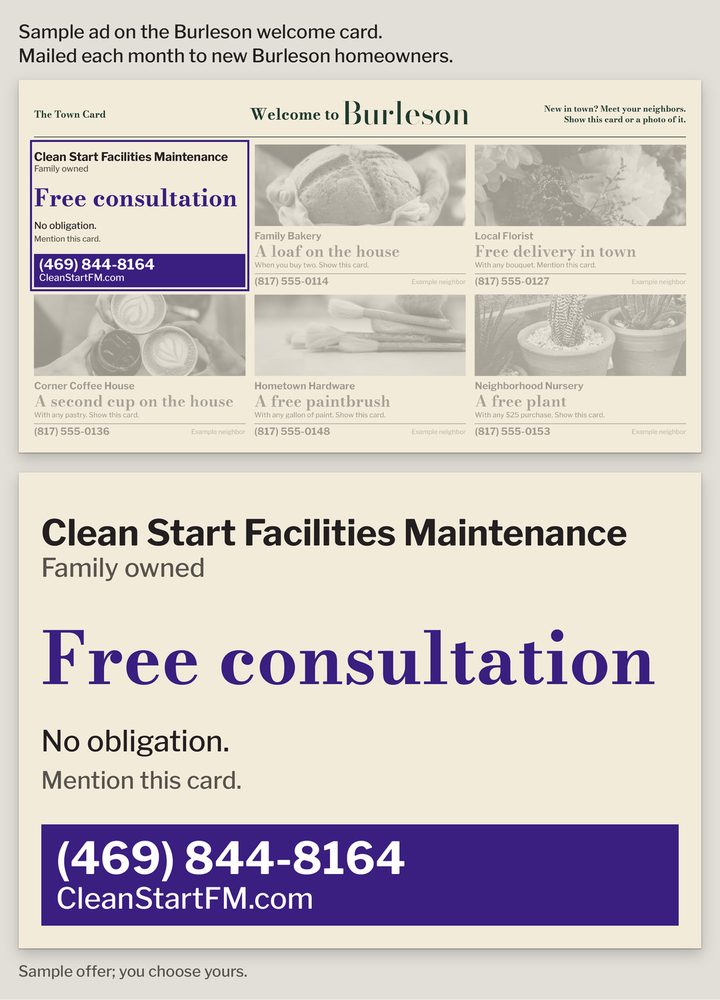 Sample ad on the Burleson welcome card.
Mailed each month to new Burleson homeowners.
The Town Card
Welcome to Burleson
New in town? Meet your neighbors.
Show this card or a photo of it.
Clean Start Facilities Maintenance
Family owned
Free consultation
No obligation.
Mention this card.
(469) 844-8164
CleanStartFM.com
Family Bakery
A loaf on the house
When you buy two. Show this card.
(817) 555-0114
Example neighbor
Local Florist
Free delivery in town
With any bouquet. Mention this card.
(817) 555-0127
Example neighbor
Corner Coffee House
A second cup on the house
With any pastry. Show this card.
(817) 555-0136
Example neighbor
Hometown Hardware
A free paintbrush
With any gallon of paint. Show this card.
(817) 555-0148
Example neighbor
Neighborhood Nursery
A free plant
With any $25 purchase. Show this card.
(817) 555-0153
Example neighbor
Clean Start Facilities Maintenance
Family owned
Free consultation
No obligation.
Mention this card.
(469) 844-8164
CleanStartFM.com
Sample offer; you choose yours.